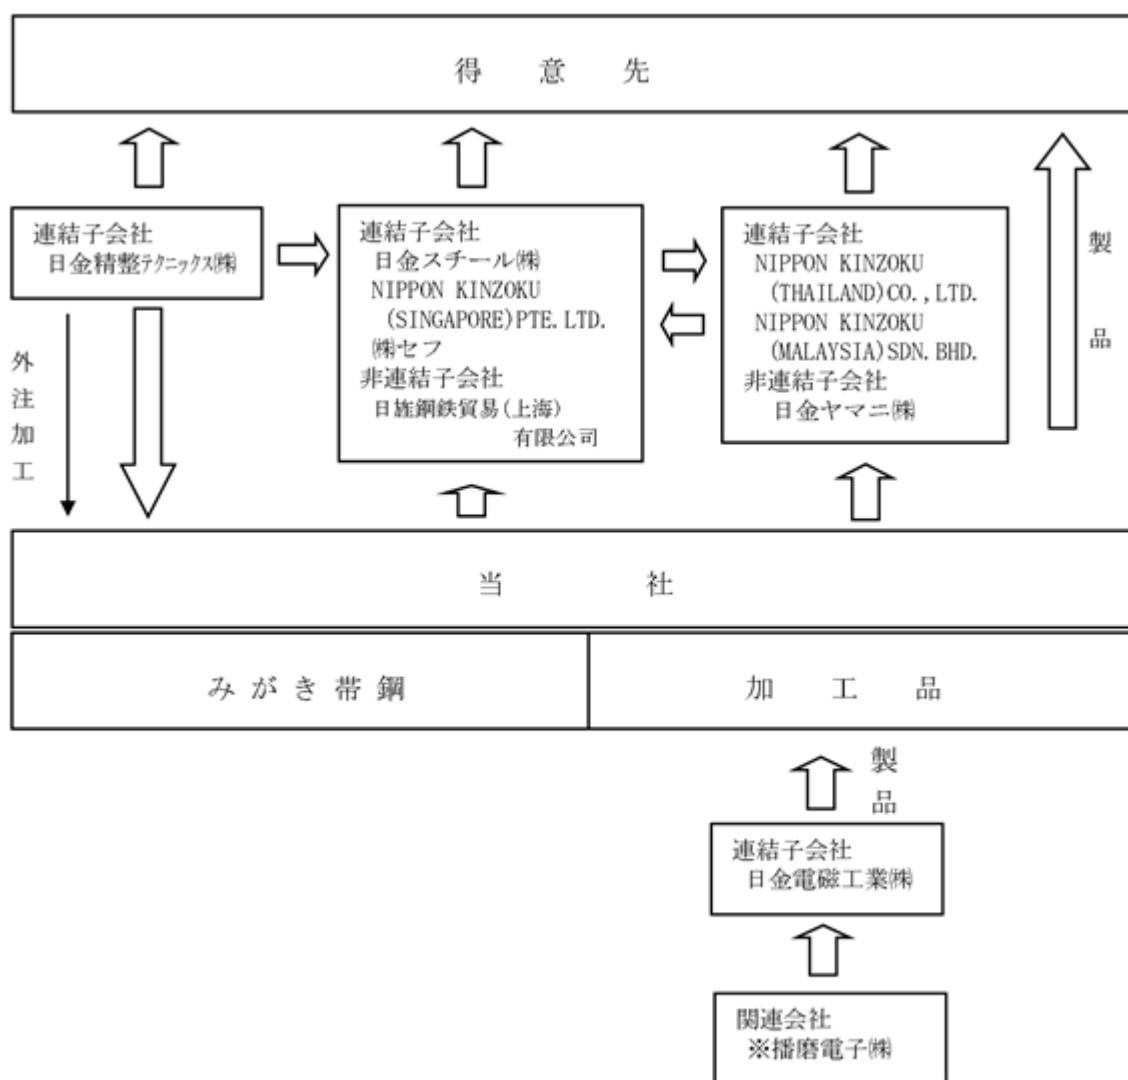 得意先
連結子会社
日金精整テクニックス㈱
連結子会社
日金スチール㈱
NIPPON KINZOKU
(SINGAPORE)PTE.LTD.
㈱セフ
非連結子会社
日旌鋼鉄貿易(上海)
有限公司
連結子会社
NIPPON KINZOKU
(THAILAND)CO.,LTD.
NIPPON KINZOKU
(MALAYSIA)SDN.BHD.
非連結子会社
日金ヤマニ㈱
製品
外注加工
当社
みがき帯鋼
加工品
製品
連結子会社
日金電磁工業㈱
関連会社
※播磨電子㈱